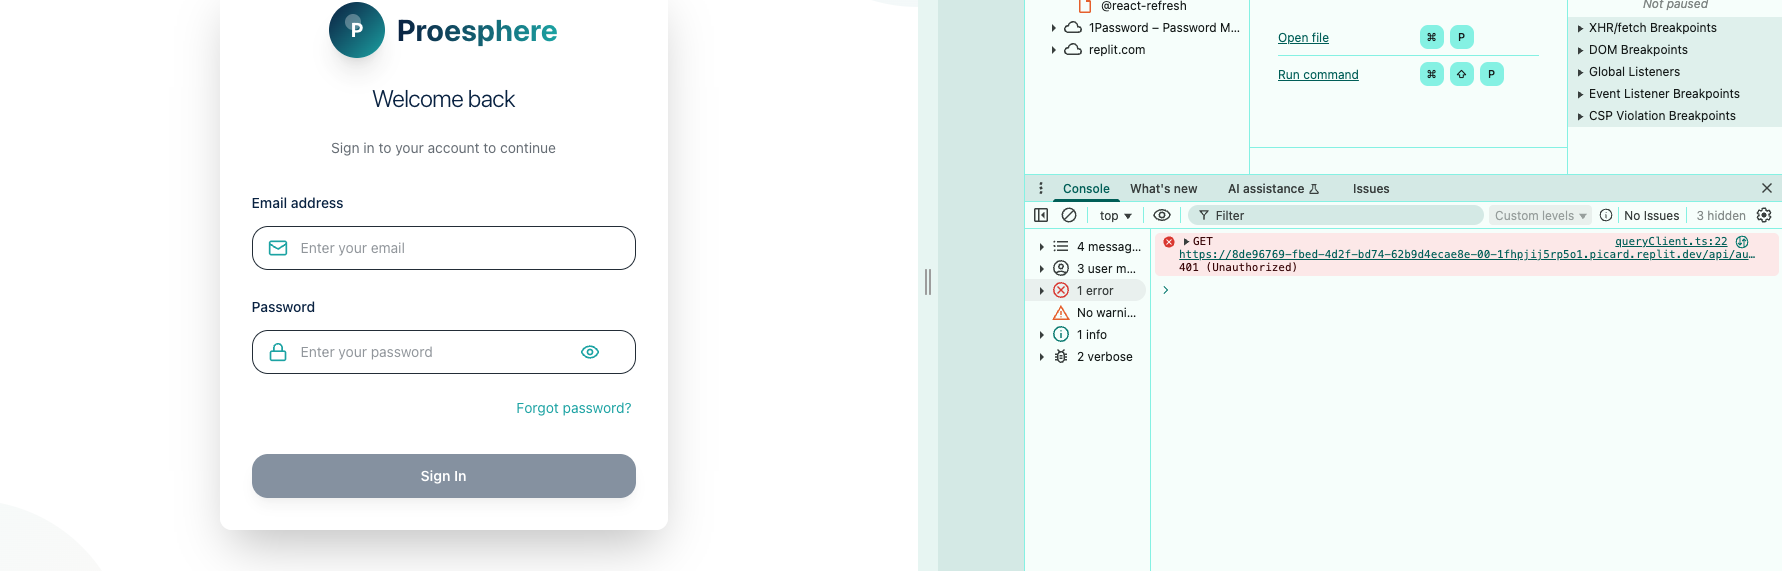 P
Proesphere
Welcome back
Sign in to your account to continue
Email address
Enter your email
Password
Enter your password
Forgot password?
Sign In
@react-refresh
1Password – Password M...
replit.com
Open file ⌘ P
Run command ⌘ ⇧ P
Not paused
XHR/fetch Breakpoints
DOM Breakpoints
Global Listeners
Event Listener Breakpoints
CSP Violation Breakpoints
Console What's new AI assistance Issues
top Filter Custom levels No Issues 3 hidden
4 messag...
3 user m...
1 error
No warni...
1 info
2 verbose
GET queryClient.ts:22
https://8de96769-fbed-4d2f-bd74-62b9d4ecae8e-00-1fhpjij5rp5o1.picard.replit.dev/api/au…
401 (Unauthorized)